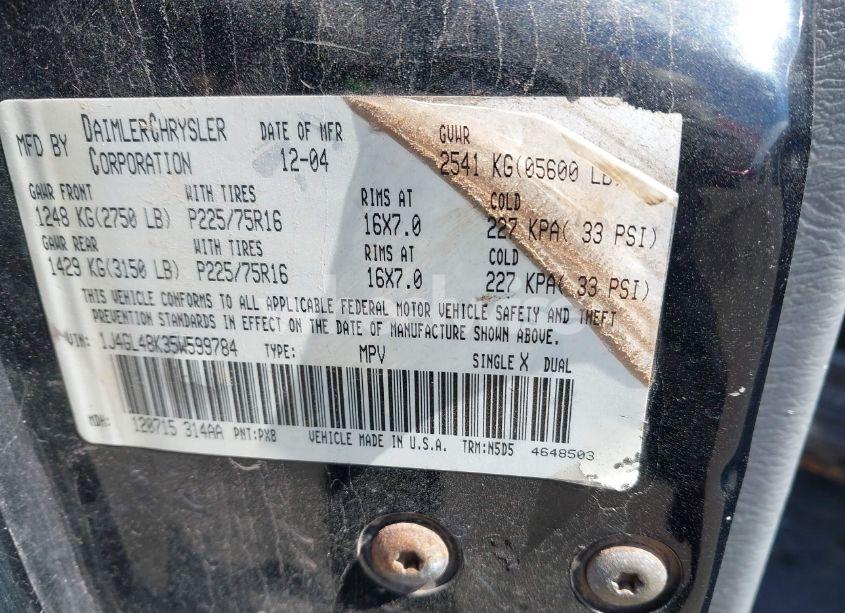 MFD BY DAIMLERCHRYSLER CORPORATION DATE OF MFR 12-04 GVWR 2541 KG(05600 LB)
GAWR FRONT WITH TIRES RIMS AT COLD
1248 KG(2750 LB) P225/75R16 16X7.0 227 KPA( 33 PSI)
GAWR REAR WITH TIRES RIMS AT COLD
1429 KG(3150 LB) P225/75R16 16X7.0 227 KPA( 33 PSI)
THIS VEHICLE CONFORMS TO ALL APPLICABLE FEDERAL MOTOR VEHICLE SAFETY AND THEFT
PREVENTION STANDARDS IN EFFECT ON THE DATE OF MANUFACTURE SHOWN ABOVE.
VIN: 1J4GL48K35W599784 TYPE: MPV SINGLE X DUAL
MDH: 120715 314AA PNT:PX8 VEHICLE MADE IN U.S.A. TRM:N5D5 4648503